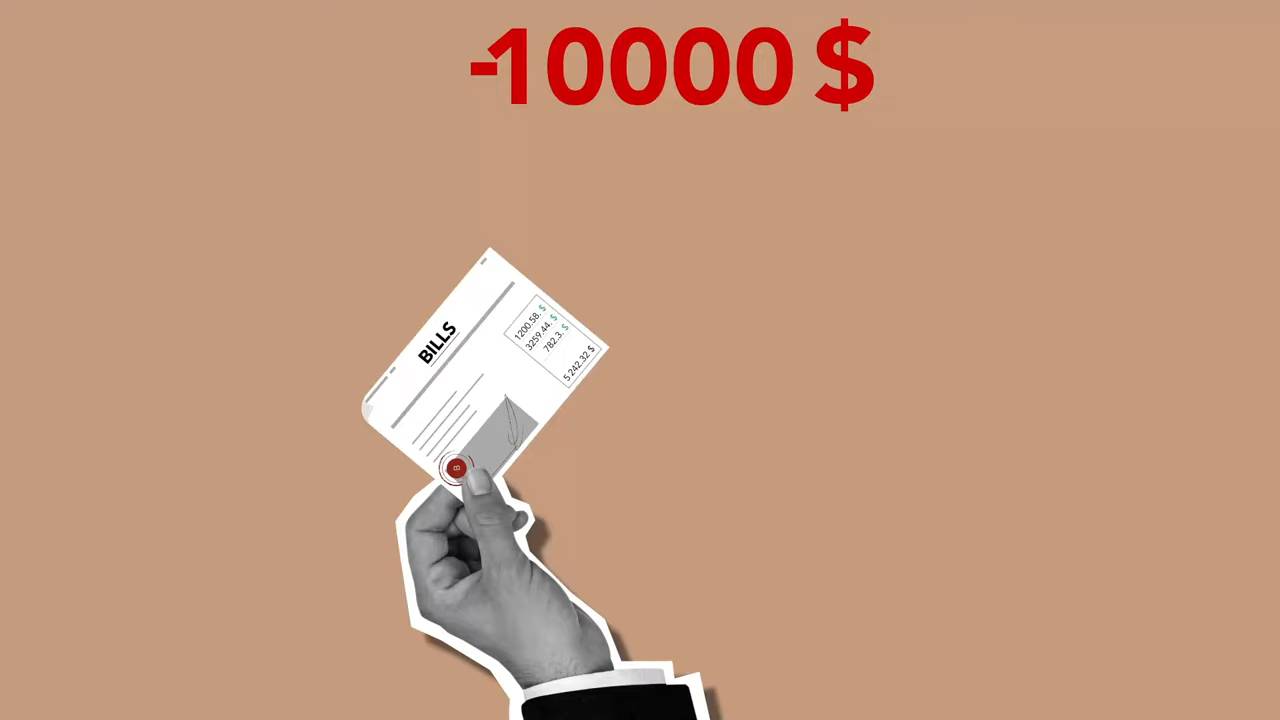 -10000 $
BILLS
1200.58. $
3259.44. $
782.3. $
5 242.32 $
B